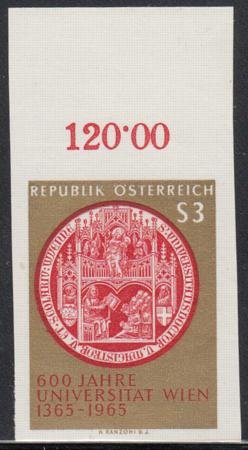 120·00
REPUBLIK ÖSTERREICH
S3
600 JAHRE
UNIVERSITÄT WIEN
1365-1965
H. RANZONI D. J.